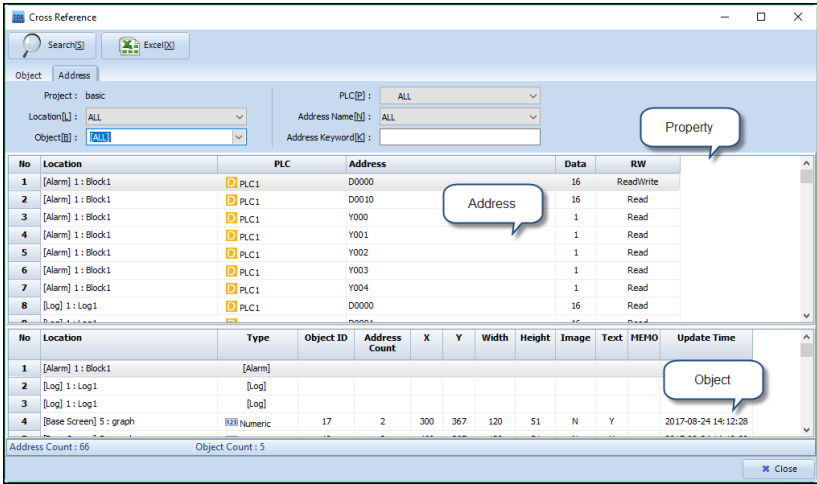 TDS Cross Reference
Search[S] Excel[X]
Object Address
Project : basic PLC[P] : ALL
Location[L] : ALL Address Name[N] : ALL
Object[B] : [ALL] Address Keyword[K] :
Property
No Location PLC Address Data RW
1 [Alarm] 1 : Block1 D PLC1 D0000 16 ReadWrite
2 [Alarm] 1 : Block1 D PLC1 D0010 16 Read
3 [Alarm] 1 : Block1 D PLC1 Y000 1 Read
Address
4 [Alarm] 1 : Block1 D PLC1 Y001 1 Read
5 [Alarm] 1 : Block1 D PLC1 Y002 1 Read
6 [Alarm] 1 : Block1 D PLC1 Y003 1 Read
7 [Alarm] 1 : Block1 D PLC1 Y004 1 Read
8 [Log] 1 : Log1 D PLC1 D0000 16 Read
No Location Type Object ID Address Count X Y Width Height Image Text MEMO Update Time
1 [Alarm] 1 : Block1 [Alarm]
2 [Log] 1 : Log1 [Log]
Object
3 [Log] 1 : Log1 [Log]
4 [Base Screen] 5 : graph 123 Numeric 17 2 300 367 120 51 N Y 2017-08-24 14:12:28
Address Count : 66 Object Count : 5
Close